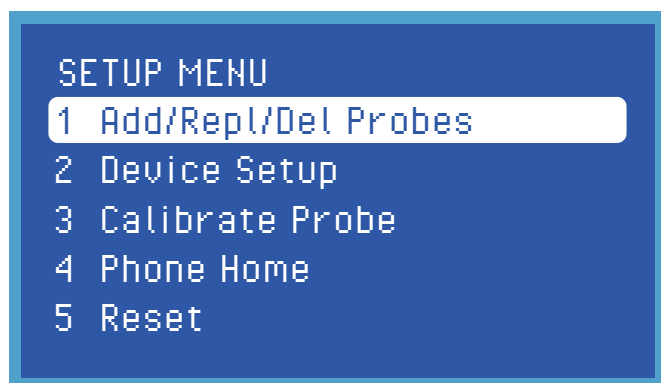 SETUP MENU
1 Add/Repl/Del Probes
2 Device Setup
3 Calibrate Probe
4 Phone Home
5 Reset